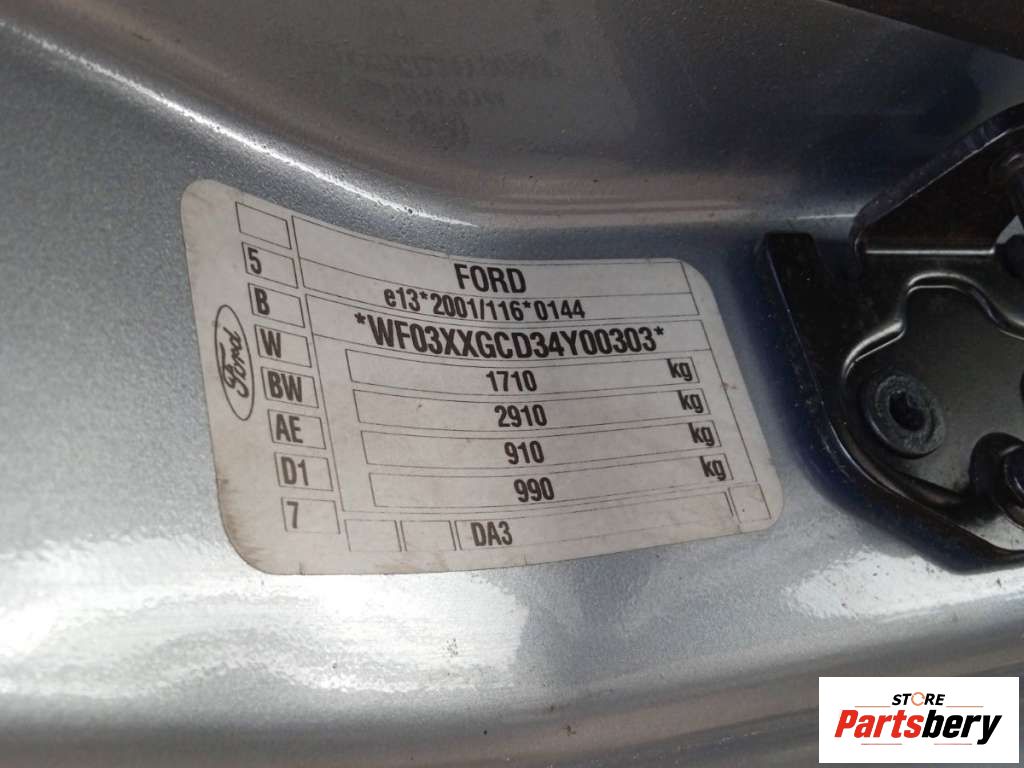 FORD
5
e13*2001/116*0144
B
*WF03XXGCD34Y00303*
W
1710 kg
BW
2910 kg
AE
910 kg
D1
990 kg
7
DA3
Ford
STORE
Partsbery